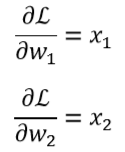 ∂ℒ/∂w₁ = x₁
∂ℒ/∂w₂ = x₂